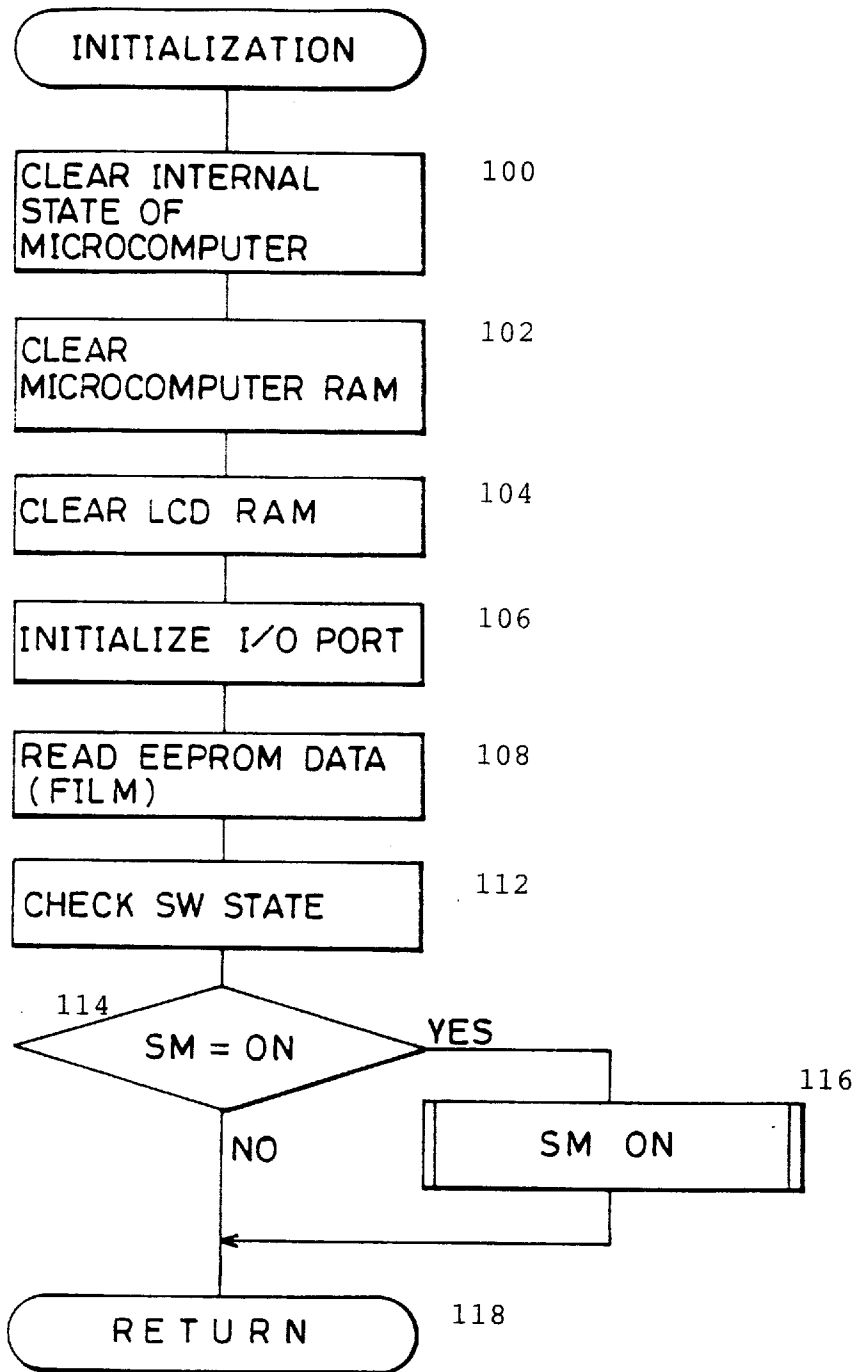 INITIALIZATION
CLEAR INTERNAL
STATE OF
MICROCOMPUTER
100
CLEAR
MICROCOMPUTER RAM
102
CLEAR LCD RAM
104
INITIALIZE I/O PORT
106
READ EEPROM DATA
(FILM)
108
CHECK SW STATE
112
114
SM = ON
YES
NO
116
SM ON
RETURN
118